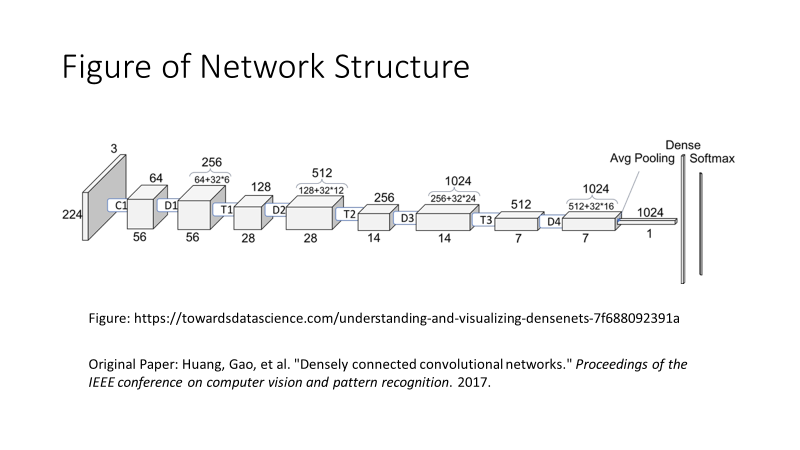 Figure of Network Structure
Dense
3
Avg Pooling
Softmax
256
512
1024
1024
64
64+32*6
128
128+32*12
256
256+32*24
512
512+32*16
1024
224
C1
D1
T1
D2
T2
D3
T3
D4
56
56
28
28
14
14
7
7
1
Figure: https://towardsdatascience.com/understanding-and-visualizing-densenets-7f688092391a
Original Paper: Huang, Gao, et al. "Densely connected convolutional networks." Proceedings of the
IEEE conference on computer vision and pattern recognition. 2017.